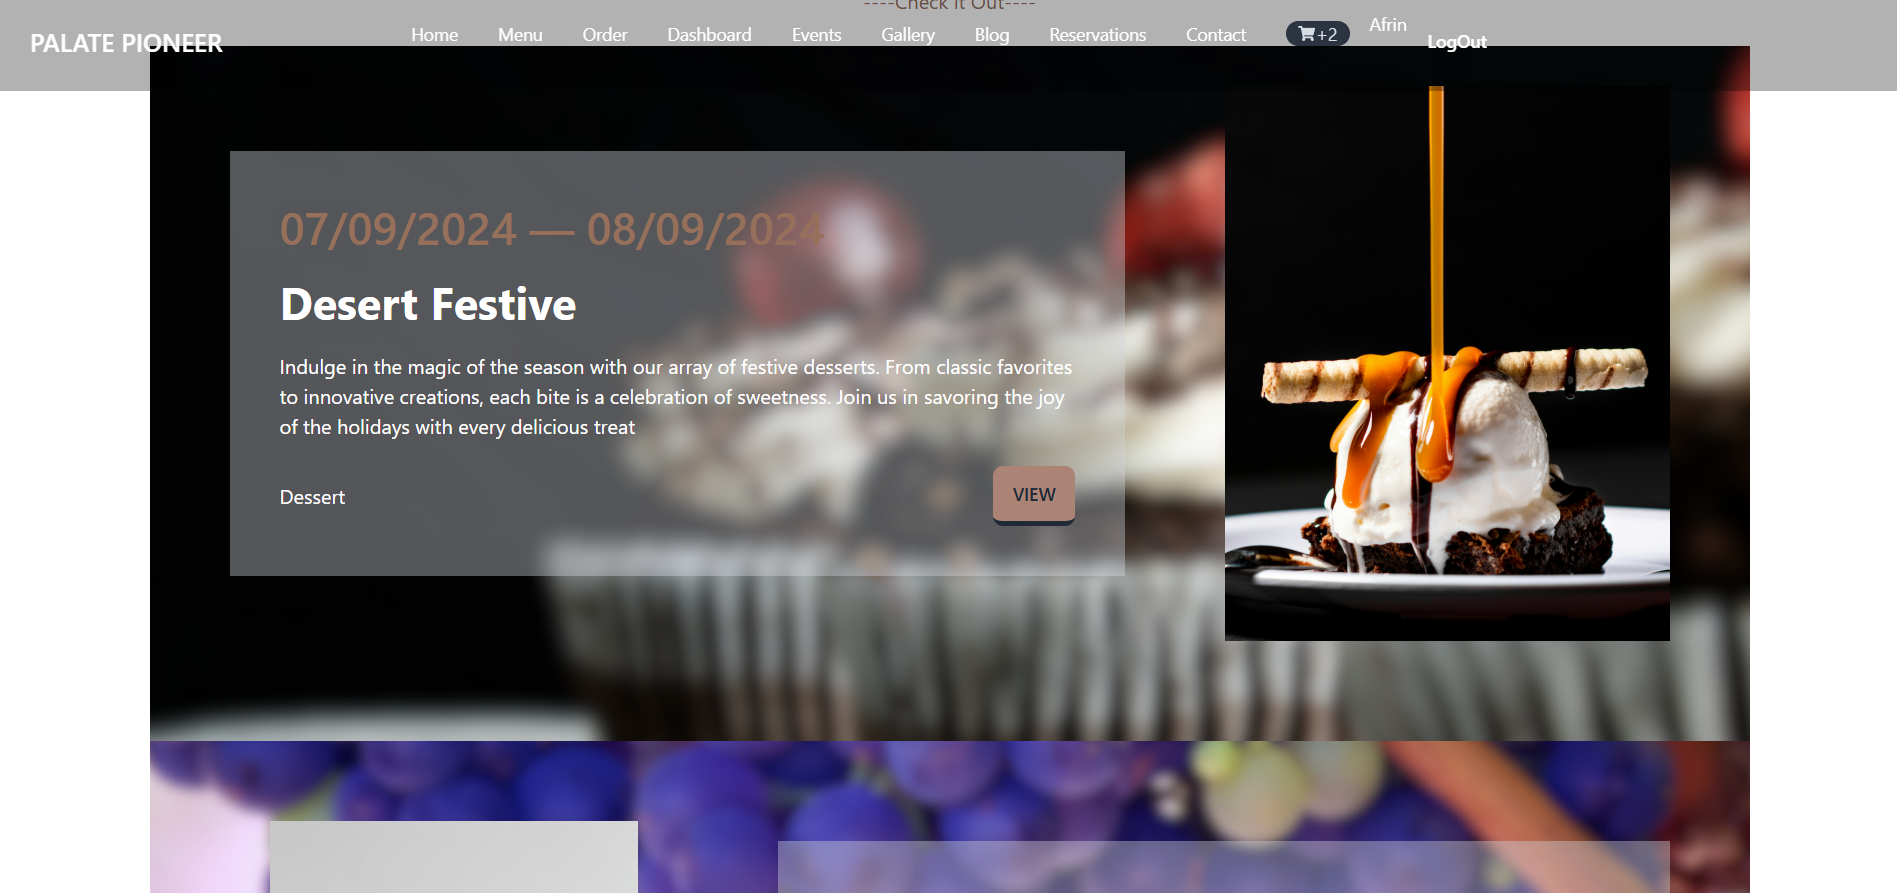 ----Check it Out----
PALATE PIONEER
Home Menu Order Dashboard Events Gallery Blog Reservations Contact +2 Afrin LogOut
07/09/2024 — 08/09/2024
Desert Festive
Indulge in the magic of the season with our array of festive desserts. From classic favorites
to innovative creations, each bite is a celebration of sweetness. Join us in savoring the joy
of the holidays with every delicious treat
Dessert
VIEW